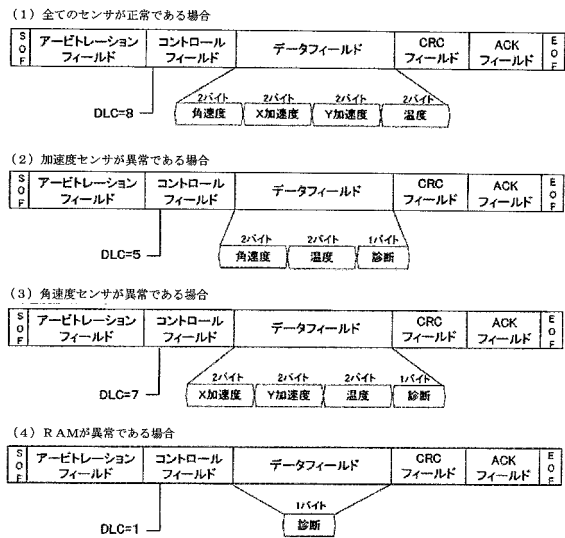 (1) 全てのセンサが正常である場合
SOF
アービトレーション
フィールド
コントロール
フィールド
データフィールド
CRC
フィールド
ACK
フィールド
EOF
DLC=8
2バイト 2バイト 2バイト 2バイト
角速度 X加速度 Y加速度 温度
(2) 加速度センサが異常である場合
SOF
アービトレーション
フィールド
コントロール
フィールド
データフィールド
CRC
フィールド
ACK
フィールド
EOF
DLC=5
2バイト 2バイト 1バイト
角速度 温度 診断
(3) 角速度センサが異常である場合
SOF
アービトレーション
フィールド
コントロール
フィールド
データフィールド
CRC
フィールド
ACK
フィールド
EOF
DLC=7
2バイト 2バイト 2バイト 1バイト
X加速度 Y加速度 温度 診断
(4) RAMが異常である場合
SOF
アービトレーション
フィールド
コントロール
フィールド
データフィールド
CRC
フィールド
ACK
フィールド
EOF
DLC=1
1バイト
診断